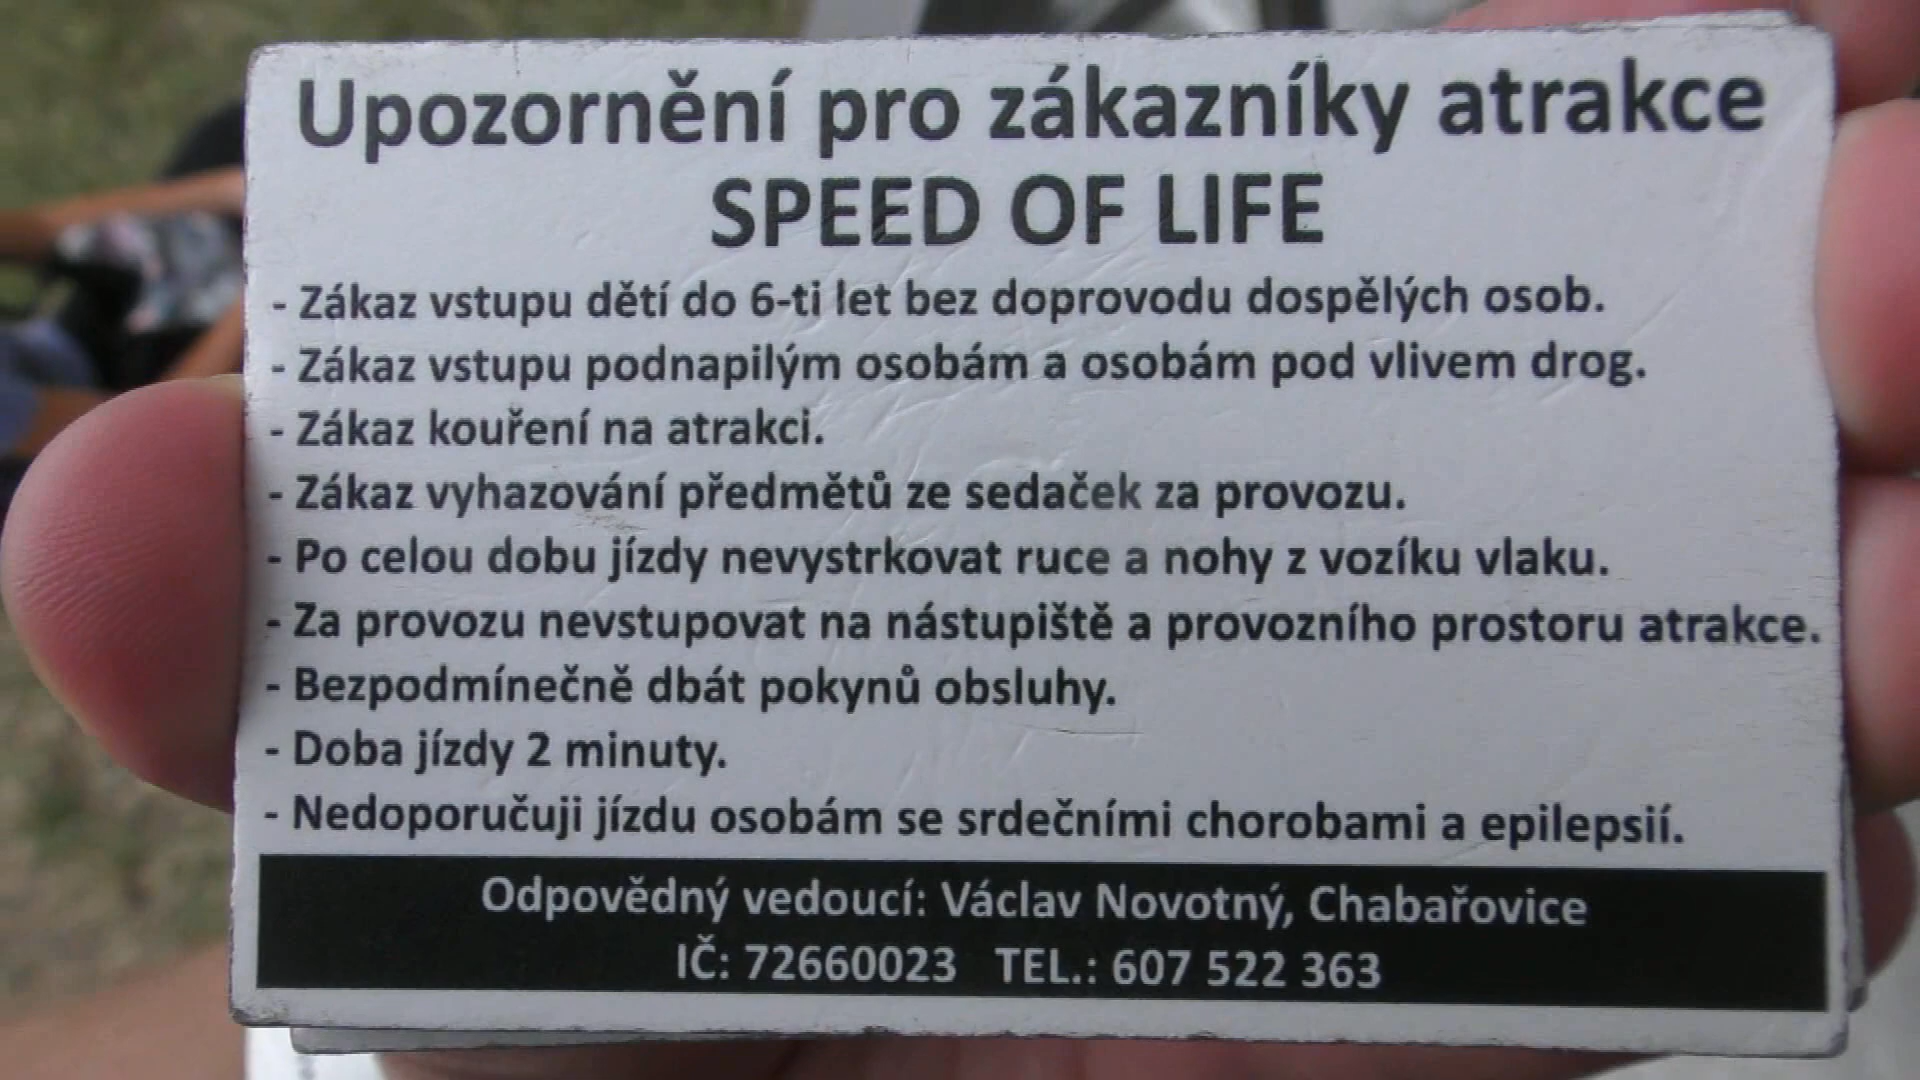 Upozornění pro zákazníky atrakce
SPEED OF LIFE
- Zákaz vstupu dětí do 6-ti let bez doprovodu dospělých osob.
- Zákaz vstupu podnapilým osobám a osobám pod vlivem drog.
- Zákaz kouření na atrakci.
- Zákaz vyhazování předmětů ze sedaček za provozu.
- Po celou dobu jízdy nevystrkovat ruce a nohy z vozíku vlaku.
- Za provozu nevstupovat na nástupiště a provozního prostoru atrakce.
- Bezpodmínečně dbát pokynů obsluhy.
- Doba jízdy 2 minuty.
- Nedoporučuji jízdu osobám se srdečními chorobami a epilepsií.
Odpovědný vedoucí: Václav Novotný, Chabařovice
IČ: 72660023 TEL.: 607 522 363